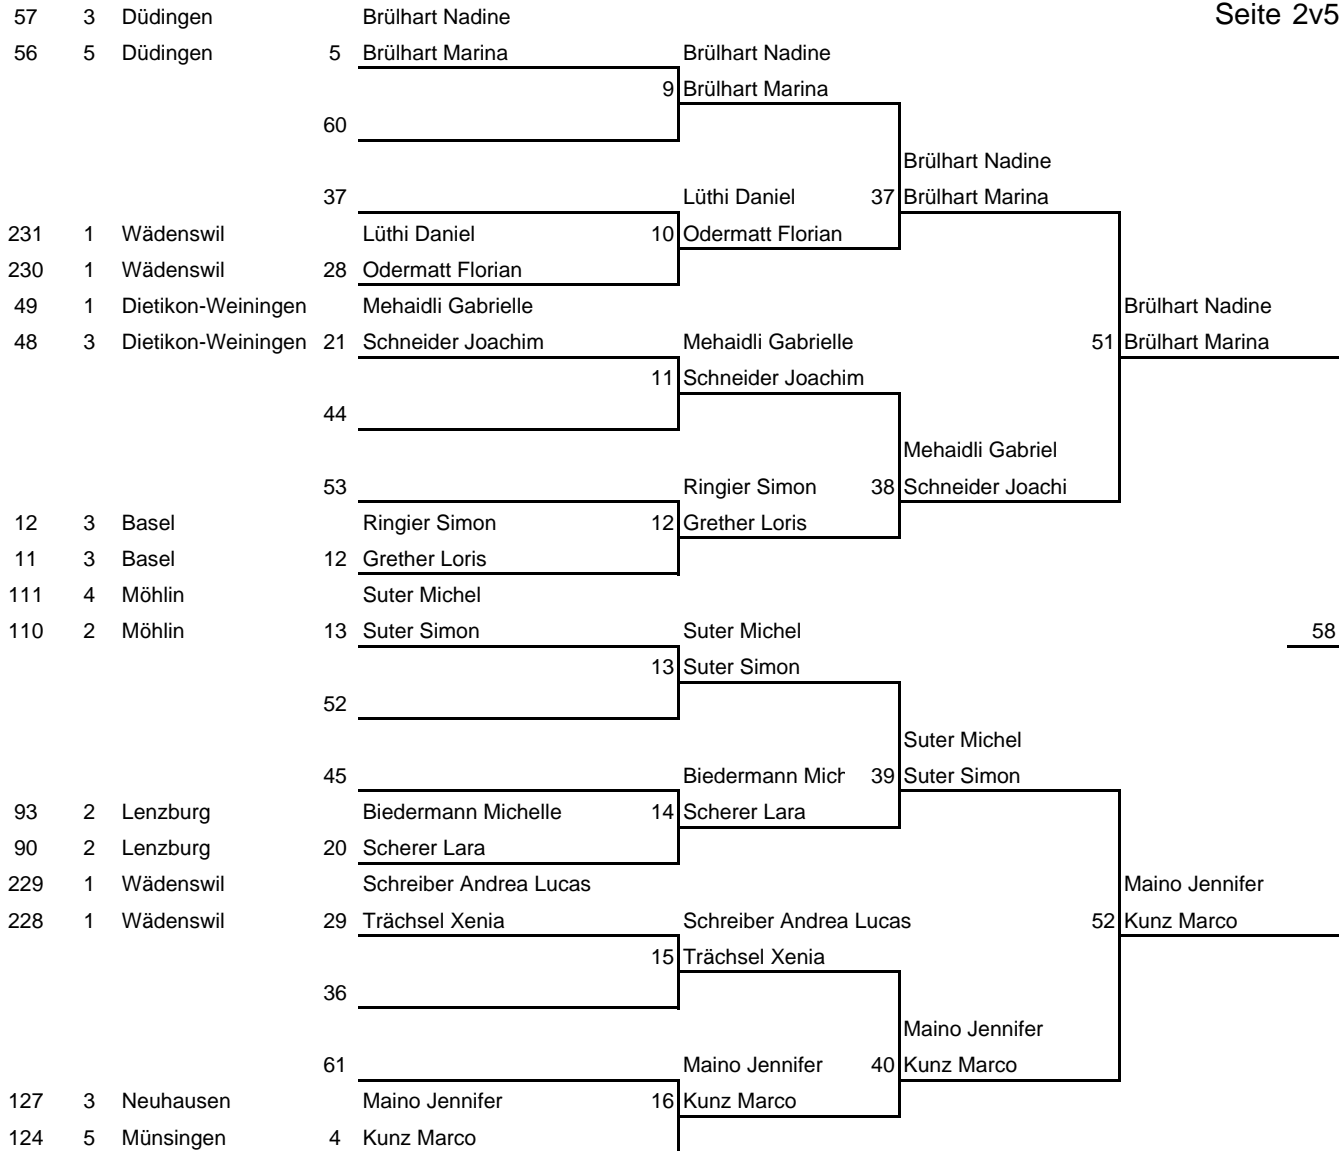 57 3 Düdingen Brülhart Nadine Seite 2v5
56 5 Düdingen 5 Brülhart Marina Brülhart Nadine
9 Brülhart Marina
60
Brülhart Nadine
37 Lüthi Daniel 37 Brülhart Marina
231 1 Wädenswil Lüthi Daniel 10 Odermatt Florian
230 1 Wädenswil 28 Odermatt Florian
49 1 Dietikon-Weiningen Mehaidli Gabrielle Brülhart Nadine
48 3 Dietikon-Weiningen 21 Schneider Joachim Mehaidli Gabrielle 51 Brülhart Marina
11 Schneider Joachim
44
Mehaidli Gabriel
53 Ringier Simon 38 Schneider Joachi
12 3 Basel Ringier Simon 12 Grether Loris
11 3 Basel 12 Grether Loris
111 4 Möhlin Suter Michel
110 2 Möhlin 13 Suter Simon Suter Michel 58
13 Suter Simon
52
Suter Michel
45 Biedermann Mich 39 Suter Simon
93 2 Lenzburg Biedermann Michelle 14 Scherer Lara
90 2 Lenzburg 20 Scherer Lara
229 1 Wädenswil Schreiber Andrea Lucas Maino Jennifer
228 1 Wädenswil 29 Trächsel Xenia Schreiber Andrea Lucas 52 Kunz Marco
15 Trächsel Xenia
36
Maino Jennifer
61 Maino Jennifer 40 Kunz Marco
127 3 Neuhausen Maino Jennifer 16 Kunz Marco
124 5 Münsingen 4 Kunz Marco